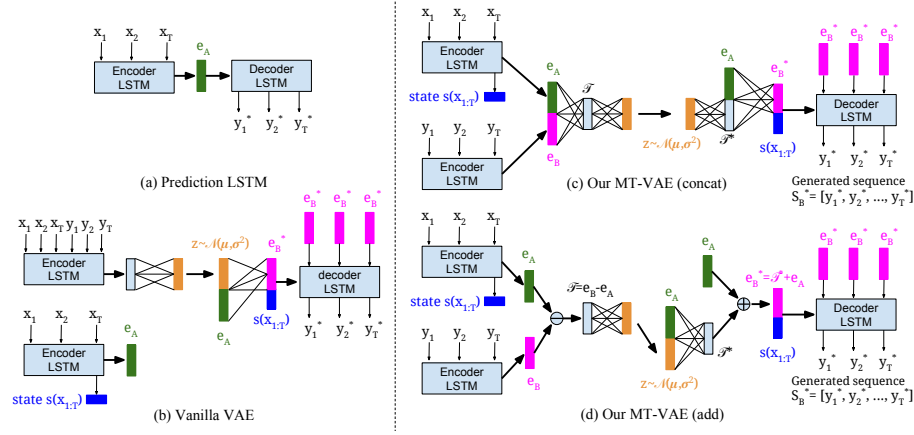 x1 x2 xT
eA
Encoder LSTM
Decoder LSTM
y1* y2* yT*
(a) Prediction LSTM
x1 x2 xT y1 y2 yT
Encoder LSTM
z~𝒩(μ,σ²)
eB*
eA
s(x1:T)
eB* eB* eB*
decoder LSTM
y1* y2* yT*
x1 x2 xT
Encoder LSTM
eA
state s(x1:T)
(b) Vanilla VAE
x1 x2 xT
Encoder LSTM
state s(x1:T)
y1 y2 yT
Encoder LSTM
eA
eB
𝒯
z~𝒩(μ,σ²)
eA
𝒯*
eB*
s(x1:T)
eB* eB* eB*
Decoder LSTM
y1* y2* yT*
Generated sequence
SB*= [y1*, y2*, ..., yT*]
(c) Our MT-VAE (concat)
x1 x2 xT
Encoder LSTM
state s(x1:T)
y1 y2 yT
Encoder LSTM
eA
eB
−
𝒯=eB-eA
eA
z~𝒩(μ,σ²)
𝒯*
eA
+
eB*=𝒯*+eA
s(x1:T)
eB* eB* eB*
Decoder LSTM
y1* y2* yT*
Generated sequence
SB*= [y1*, y2*, ..., yT*]
(d) Our MT-VAE (add)